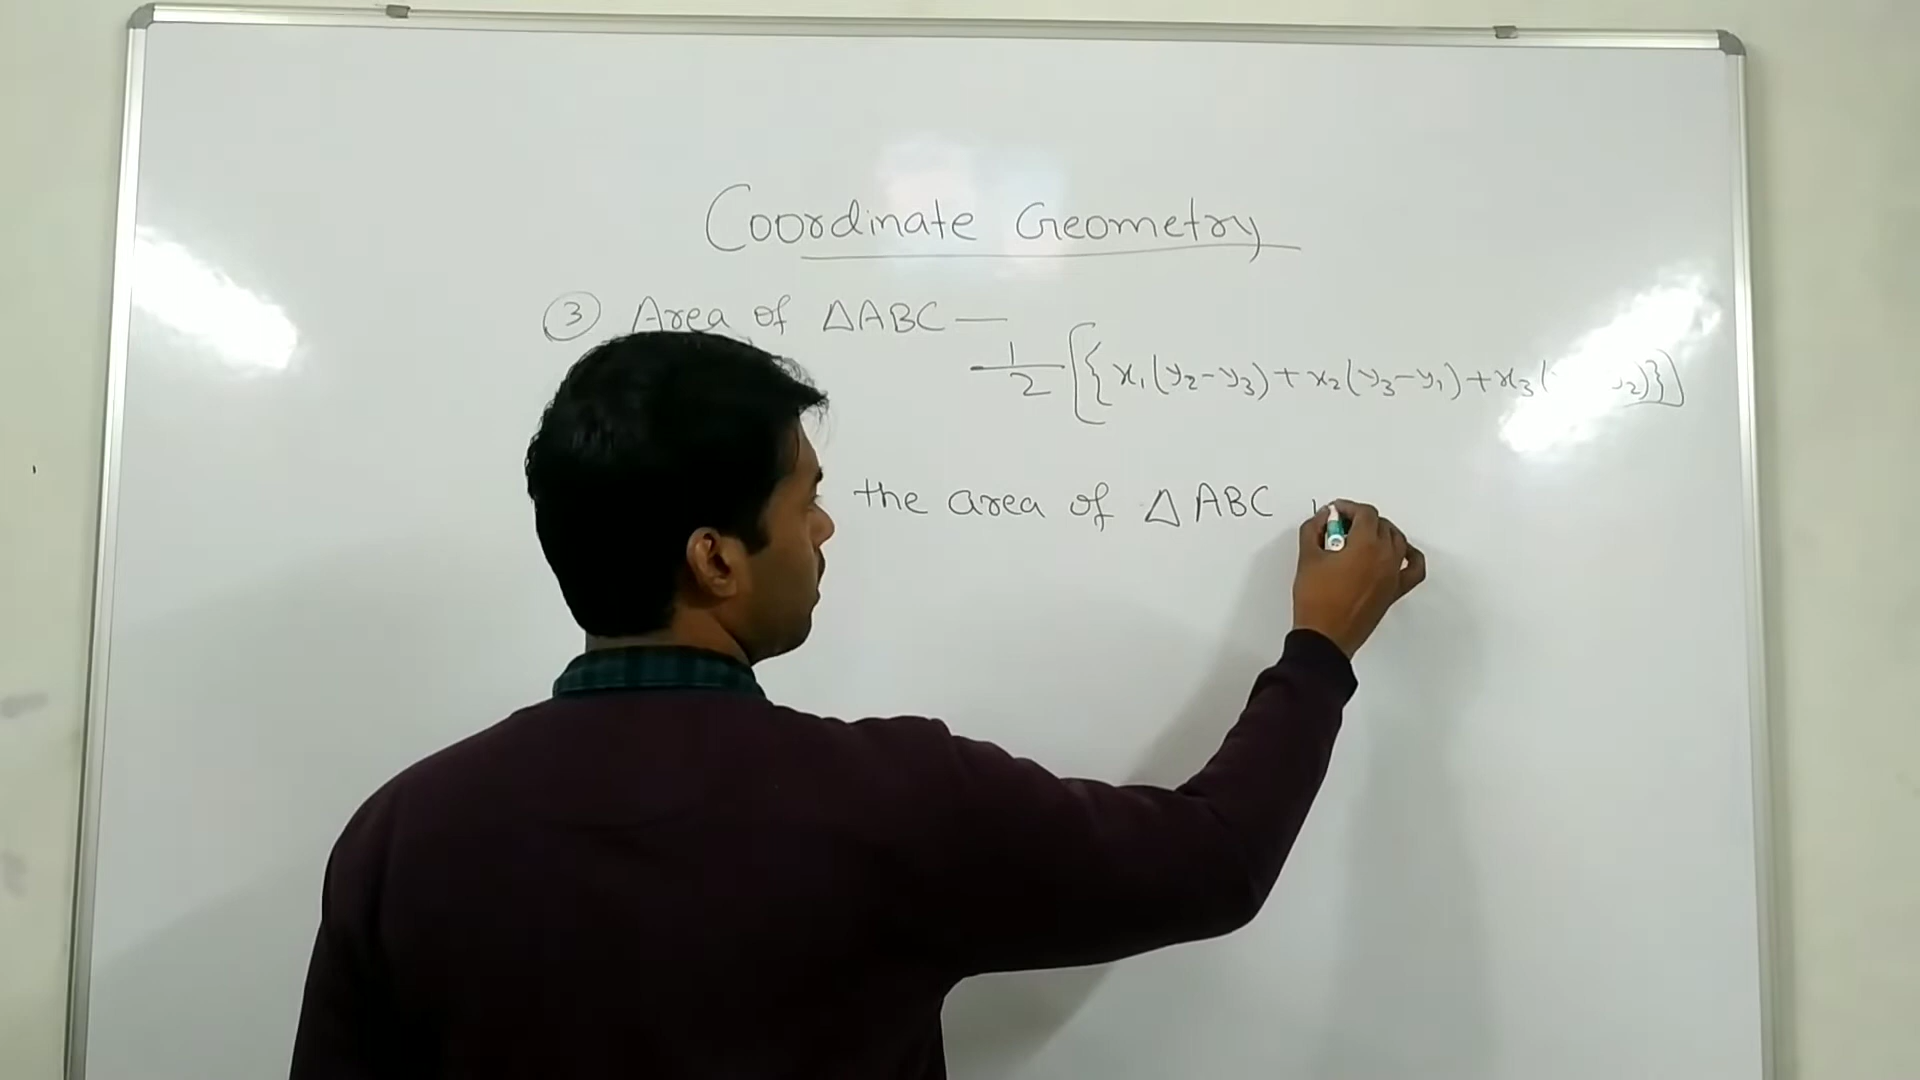 Coordinate Geometry
③ Area of △ABC —
1/2 [{x₁(y₂-y₃)+x₂(y₃-y₁)+x₃( y₂)}]
the area of △ABC